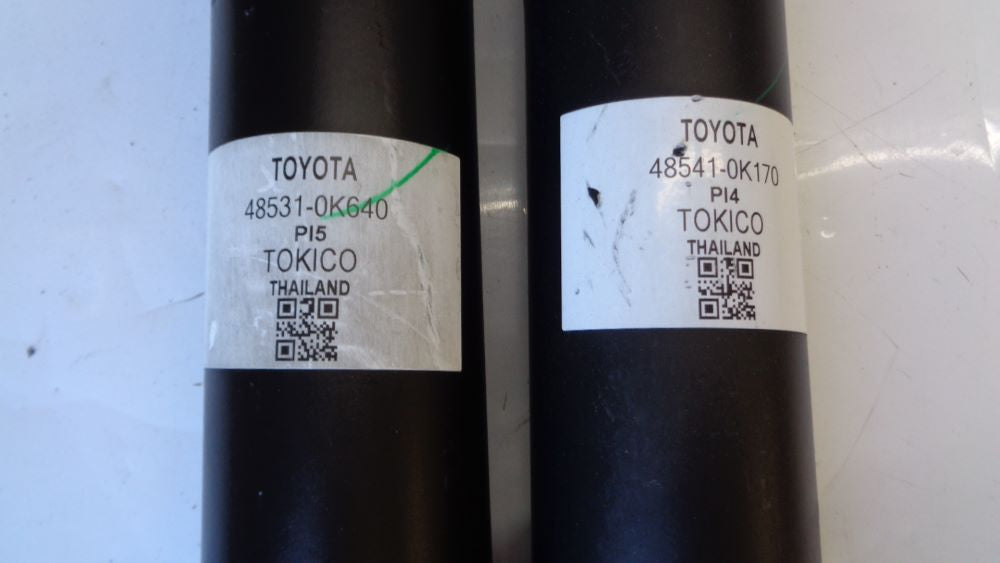 TOYOTA
48531-0K640
PI5
TOKICO
THAILAND
TOYOTA
48541-0K170
PI4
TOKICO
THAILAND